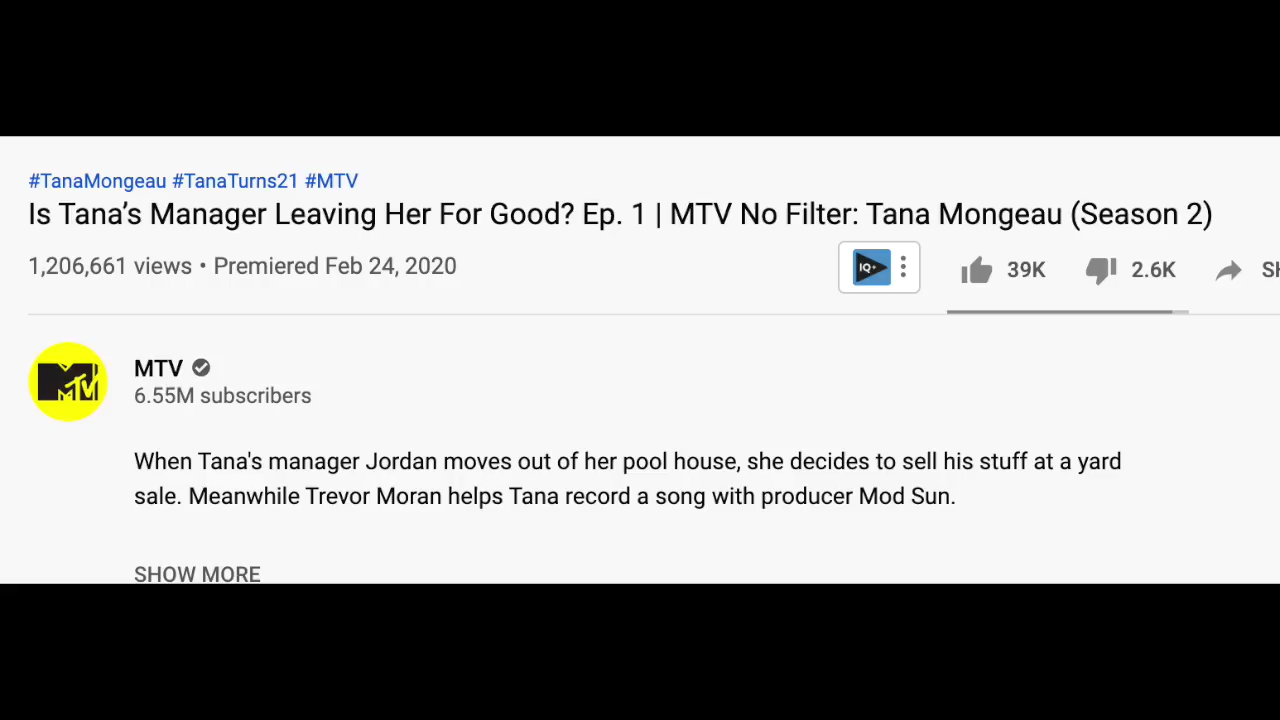 #TanaMongeau #TanaTurns21 #MTV
Is Tana’s Manager Leaving Her For Good? Ep. 1 | MTV No Filter: Tana Mongeau (Season 2)
1,206,661 views • Premiered Feb 24, 2020
IQ+
39K
2.6K
SH
MTV
MTV
6.55M subscribers
When Tana's manager Jordan moves out of her pool house, she decides to sell his stuff at a yard
sale. Meanwhile Trevor Moran helps Tana record a song with producer Mod Sun.
SHOW MORE